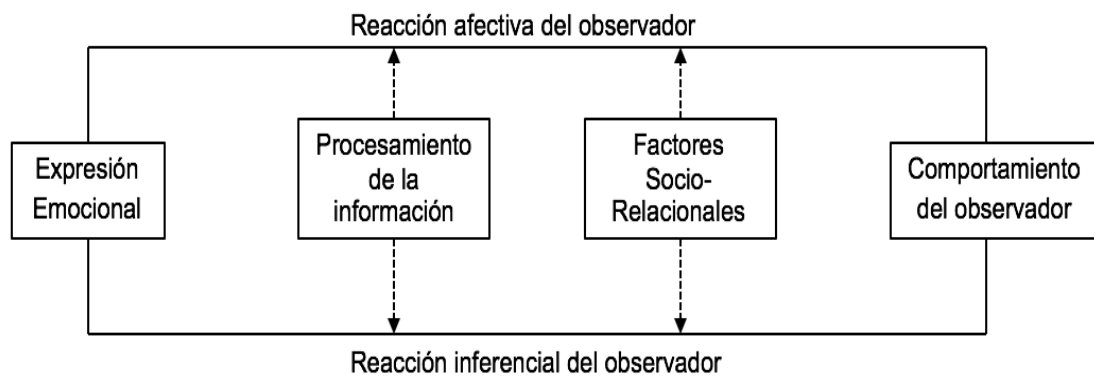 Reacción afectiva del observador
Expresión
Emocional
Procesamiento
de la
información
Factores
Socio-
Relacionales
Comportamiento
del observador
Reacción inferencial del observador